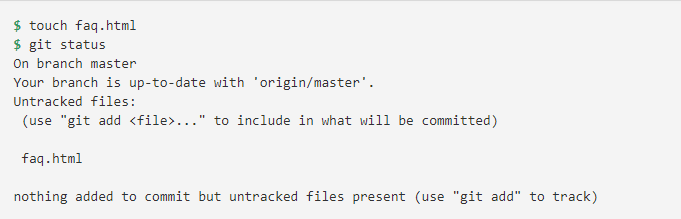 $ touch faq.html
$ git status
On branch master
Your branch is up-to-date with 'origin/master'.
Untracked files:
(use "git add <file>..." to include in what will be committed)
faq.html
nothing added to commit but untracked files present (use "git add" to track)